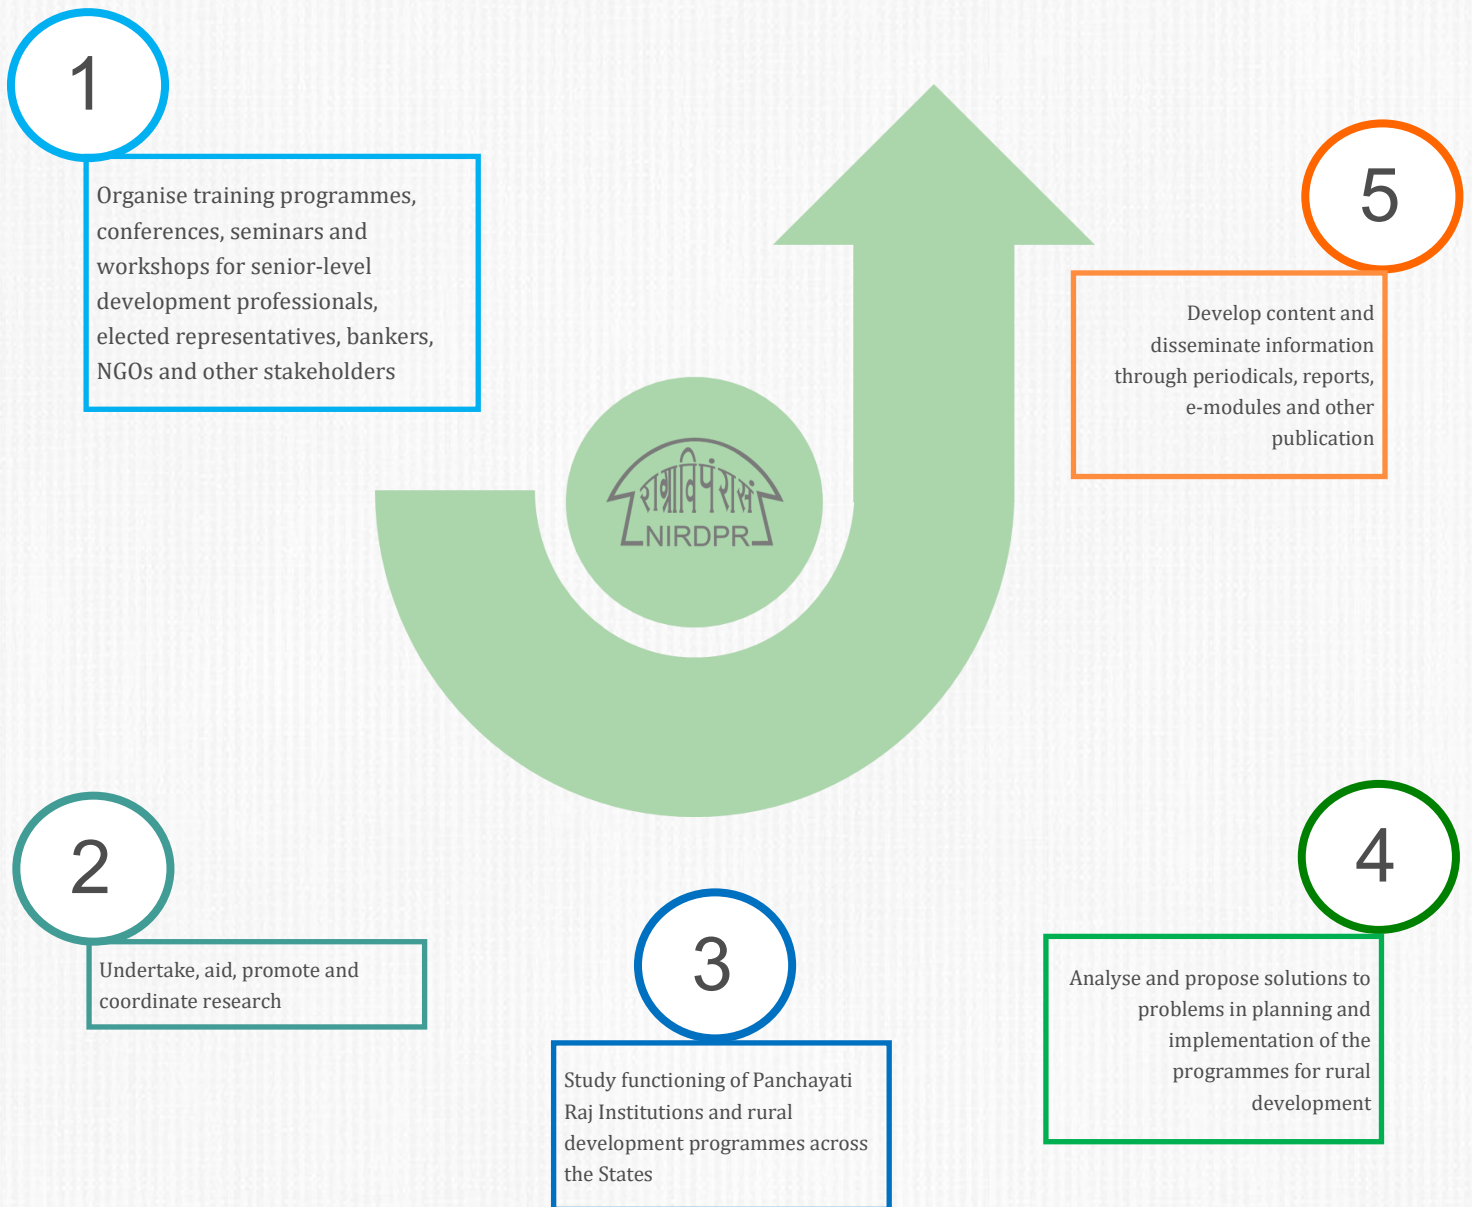 1
Organise training programmes,
conferences, seminars and
workshops for senior-level
development professionals,
elected representatives, bankers,
NGOs and other stakeholders
2
Undertake, aid, promote and
coordinate research
3
Study functioning of Panchayati
Raj Institutions and rural
development programmes across
the States
4
Analyse and propose solutions to
problems in planning and
implementation of the
programmes for rural
development
5
Develop content and
disseminate information
through periodicals, reports,
e-modules and other
publication
राग्राविपंरासं
NIRDPR